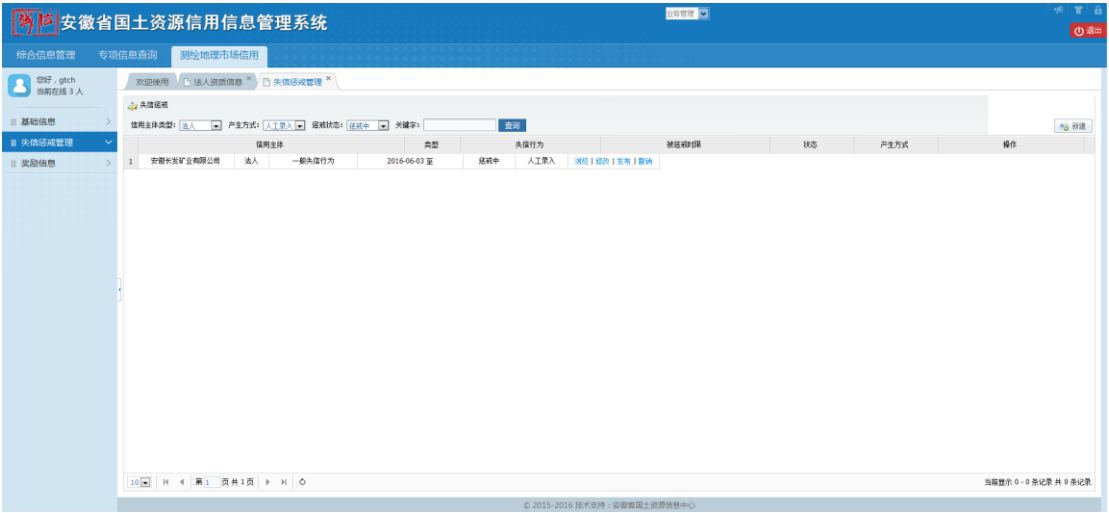 安徽省国土资源信用信息管理系统
业务管理
退出
综合信息管理 专项信息查询 测绘地理市场信用
您好，gtch
当前在线 3 人
欢迎使用 法人资质信息 × 失信惩戒管理 ×
失信惩戒
信用主体类型: 法人 产生方式: 人工录入 惩戒状态: 惩戒中 关键字: 查询
新建
基础信息
失信惩戒管理
奖励信息
信用主体 类型 失信行为 被惩戒时限 状态 产生方式 操作
1 安徽长发矿业有限公司 法人 一般失信行为 2016-06-03 至 惩戒中 人工录入 浏览 | 修改 | 发布 | 撤销
10 第 1 页 共 1 页
当前显示 0 - 0 条记录 共 0 条记录
© 2015-2016 技术支持：安徽省国土资源信息中心